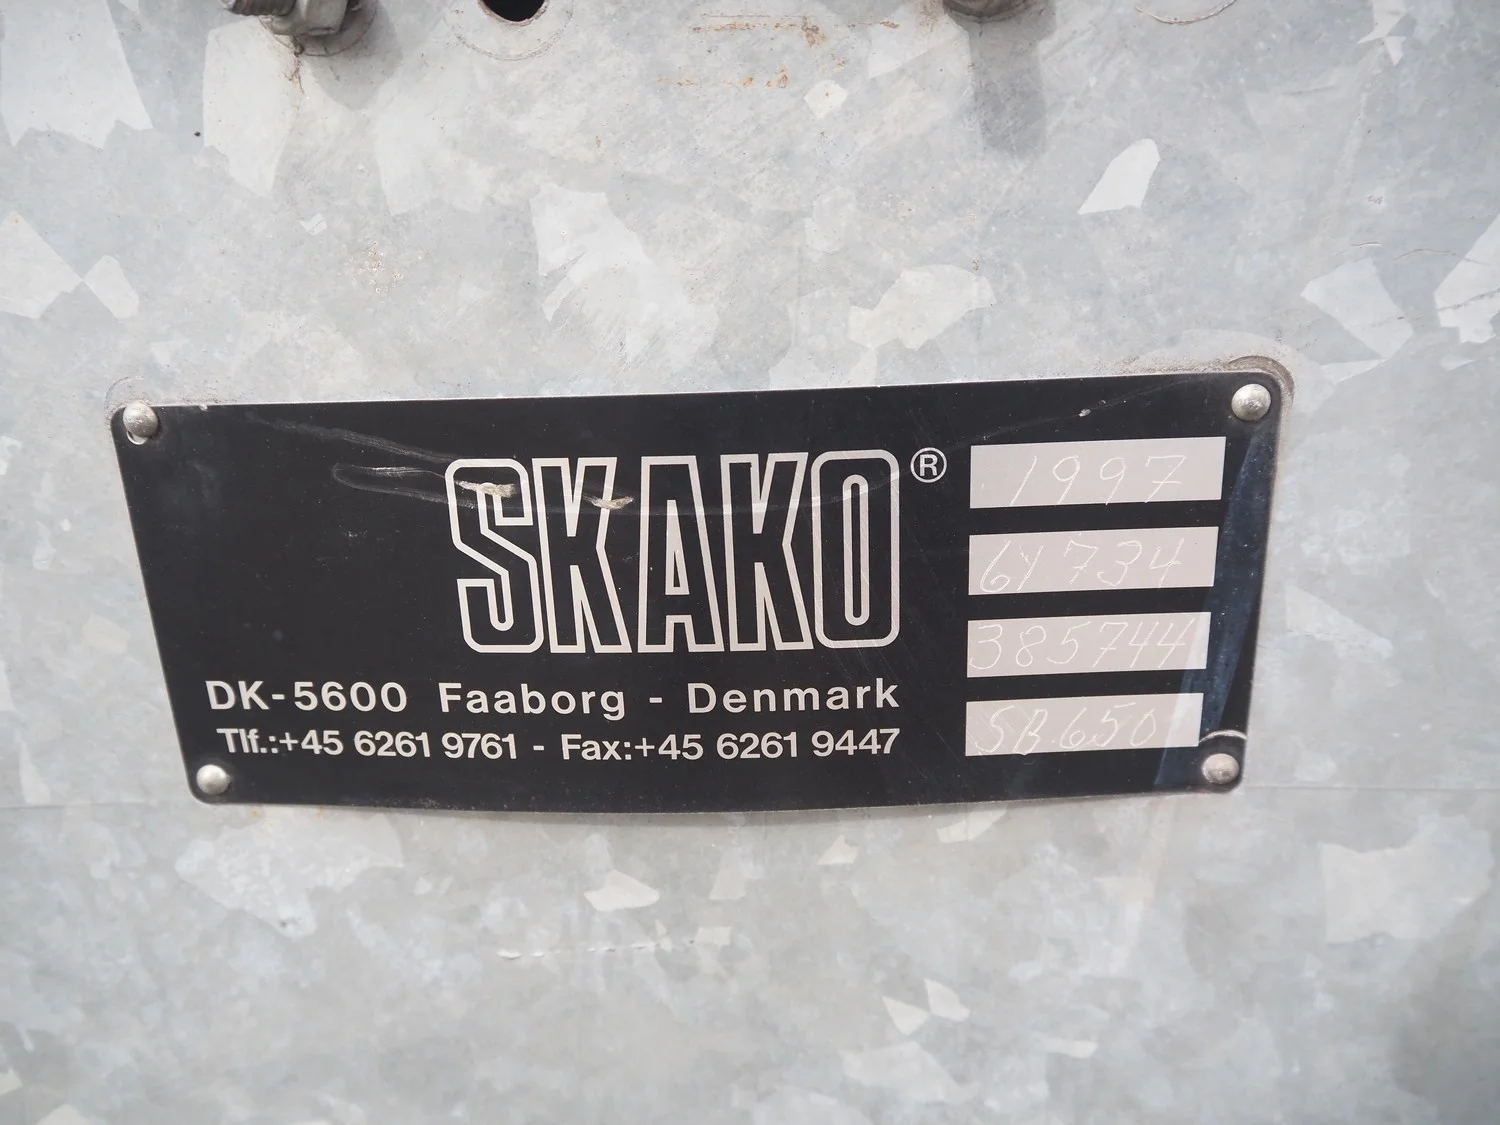 SKAKO®
DK-5600 Faaborg - Denmark
Tlf.:+45 6261 9761 - Fax:+45 6261 9447
1997
6Y734
385744
SB.650